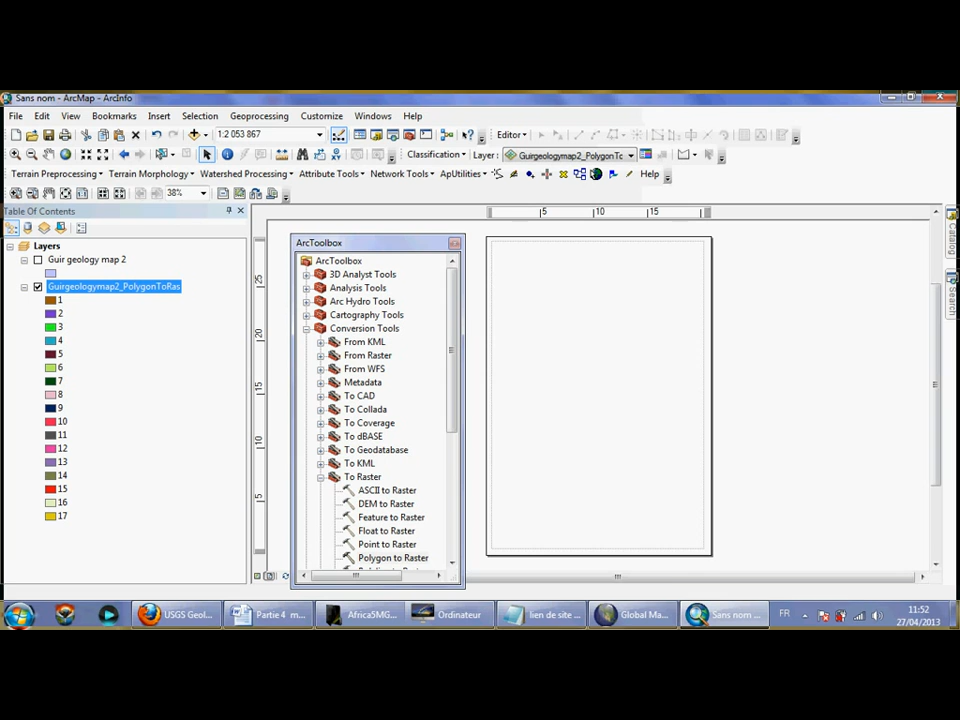 Sans nom - ArcMap - ArcInfo
File Edit View Bookmarks Insert Selection Geoprocessing Customize Windows Help
1:2 053 867 Editor
Classification Layer: Guirgeologymap2_PolygonTc
Terrain Preprocessing Terrain Morphology Watershed Processing Attribute Tools Network Tools ApUtilities Help
38%
Table Of Contents
Layers
Guir geology map 2
Guirgeologymap2_PolygonToRas
1
2
3
4
5
6
7
8
9
10
11
12
13
14
15
16
17
ArcToolbox
ArcToolbox
3D Analyst Tools
Analysis Tools
Arc Hydro Tools
Cartography Tools
Conversion Tools
From KML
From Raster
From WFS
Metadata
To CAD
To Collada
To Coverage
To dBASE
To Geodatabase
To KML
To Raster
ASCII to Raster
DEM to Raster
Feature to Raster
Float to Raster
Point to Raster
Polygon to Raster
5 10 15
25
20
15
10
5
Catalog
Search
USGS Geol... Partie 4 m... Africa5MG... Ordinateur lien de site ... Global Ma... Sans nom ... FR 11:52
27/04/2013